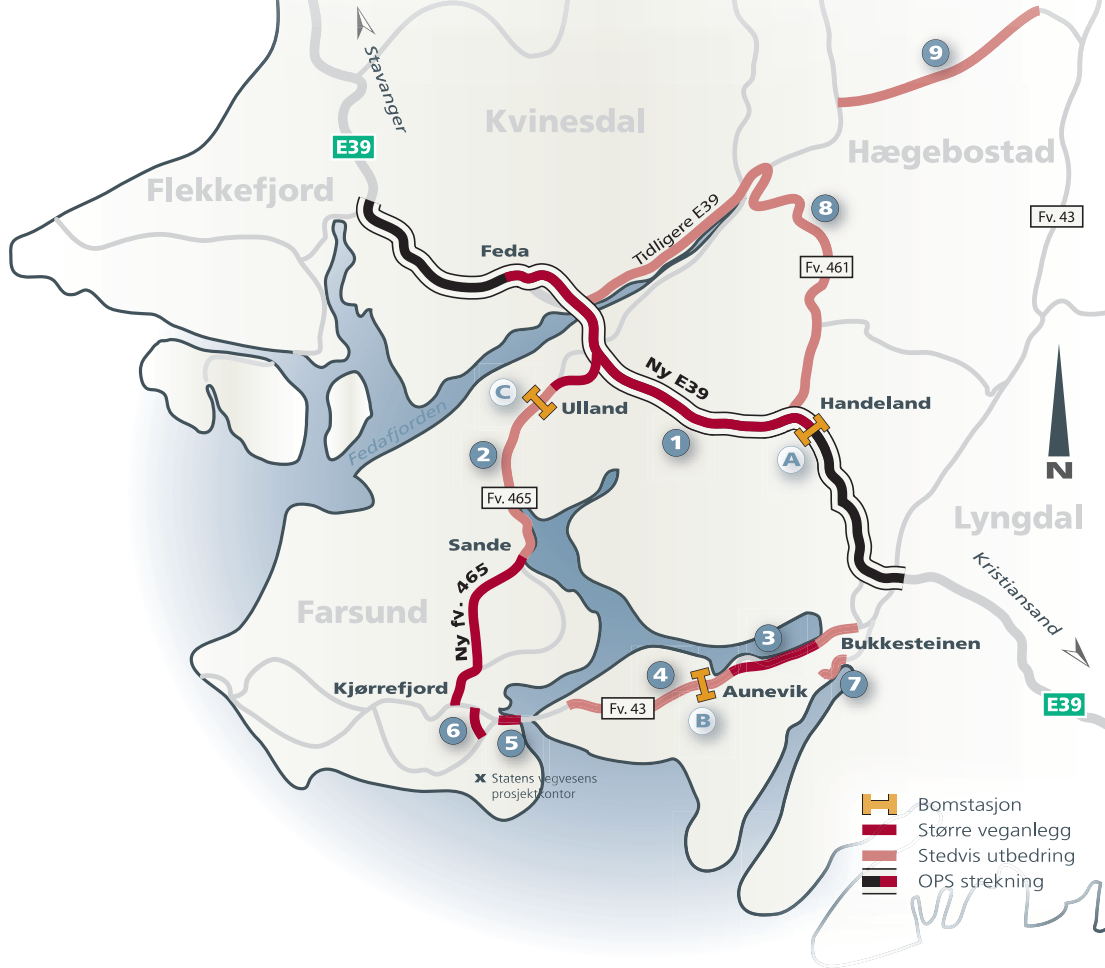 9
Stavanger
Kvinesdal
E39
Hægebostad
Flekkefjord
Tidligere E39
8
Fv. 43
Feda
Fv. 461
Ny E39
C
Ulland
Handeland
Fedafjorden
2
1
A
N
Fv. 465
Lyngdal
Sande
Kristiansand
Ny fv. 465
Farsund
3
Bukkesteinen
4
Kjørrefjord
Aunevik
7
Fv. 43
E39
B
6
5
x Statens vegvesens
prosjektkontor
Bomstasjon
Større veganlegg
Stedvis utbedring
OPS strekning